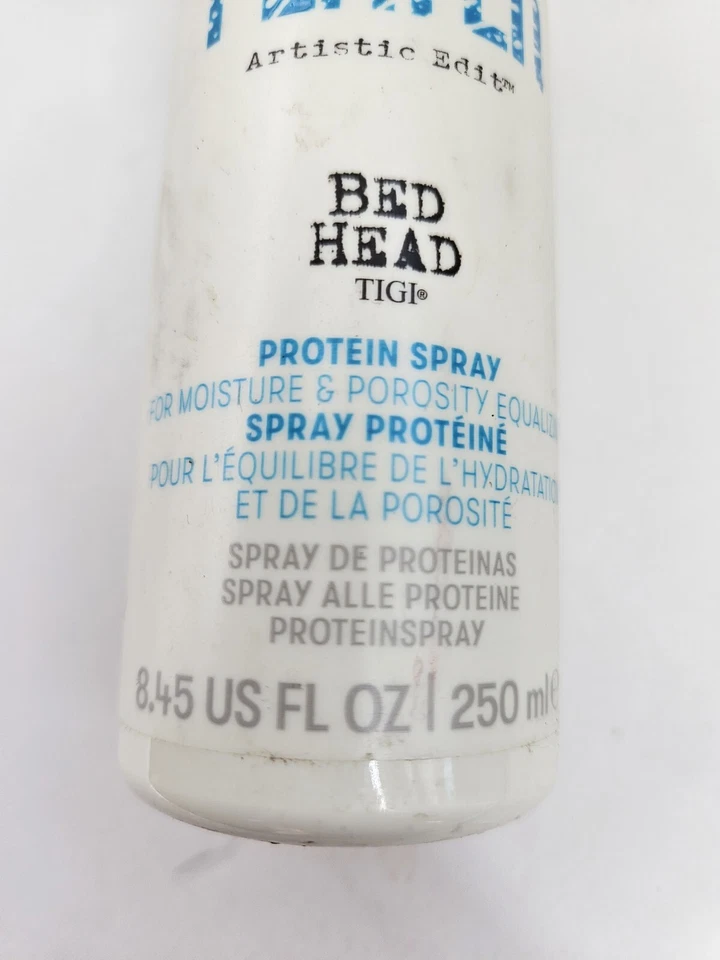 Artistic Edit™
BED
HEAD
TIGI®
PROTEIN SPRAY
FOR MOISTURE & POROSITY
SPRAY PROTÉINÉ
POUR L'ÉQUILIBRE DE L'HYDRATATION
ET DE LA POROSITÉ
SPRAY DE PROTEINAS
SPRAY ALLE PROTEINE
PROTEINSPRAY
8.45 US FL OZ | 250 ml e